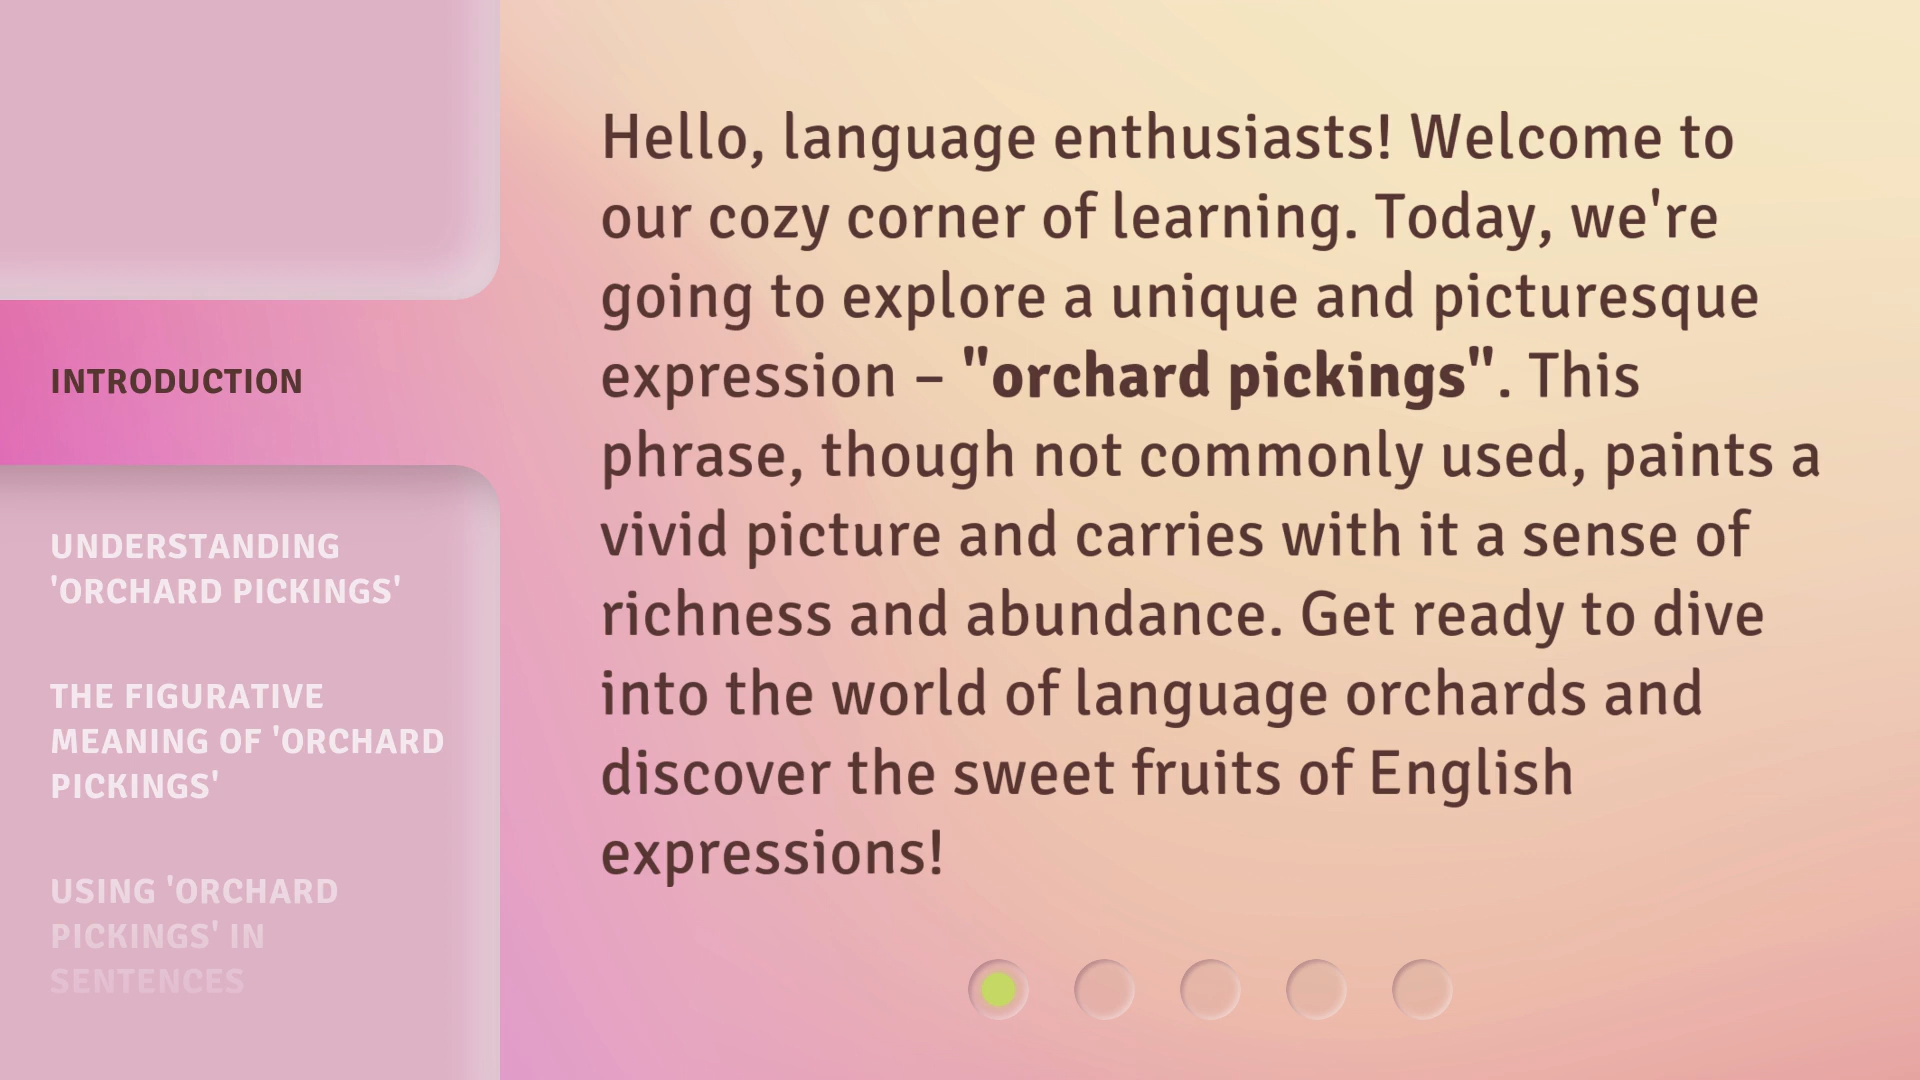 INTRODUCTION
UNDERSTANDING
'ORCHARD PICKINGS'
THE FIGURATIVE
MEANING OF 'ORCHARD
PICKINGS'
USING 'ORCHARD
PICKINGS' IN
SENTENCES
Hello, language enthusiasts! Welcome to
our cozy corner of learning. Today, we're
going to explore a unique and picturesque
expression – "orchard pickings". This
phrase, though not commonly used, paints a
vivid picture and carries with it a sense of
richness and abundance. Get ready to dive
into the world of language orchards and
discover the sweet fruits of English
expressions!